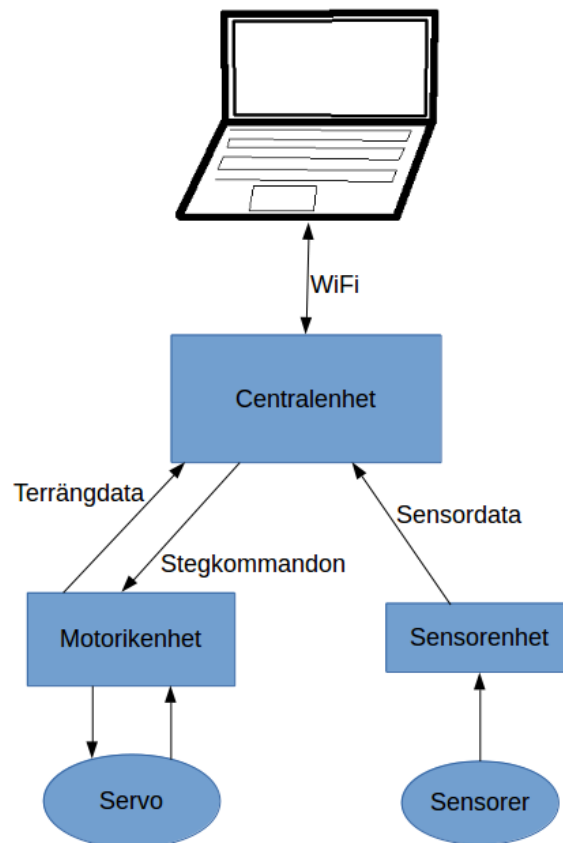 WiFi
Centralenhet
Terrängdata
Sensordata
Stegkommandon
Motorikenhet
Sensorenhet
Servo
Sensorer